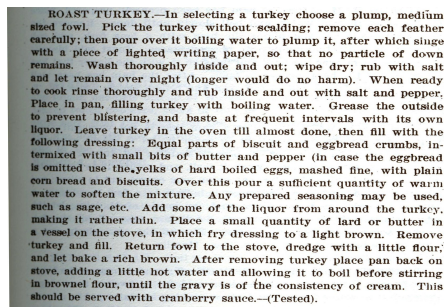 ROAST TURKEY.—In selecting a turkey choose a plump, medium
sized fowl. Pick the turkey without scalding; remove each feather
carefully; then pour over it boiling water to plump it, after which singe
with a piece of lighted writing paper, so that no particle of down
remains. Wash thoroughly inside and out; wipe dry; rub with salt
and let remain over night (longer would do no harm). When ready
to cook rinse thoroughly and rub inside and out with salt and pepper.
Place in pan, filling turkey with boiling water. Grease the outside
to prevent blistering, and baste at frequent intervals with its own
liquor. Leave turkey in the oven till almost done, then fill with the
following dressing: Equal parts of biscuit and eggbread crumbs, in-
termixed with small bits of butter and pepper (in case the eggbread
is omitted use the yelks of hard boiled eggs, mashed fine, with plain
corn bread and biscuits. Over this pour a sufficient quantity of warm
water to soften the mixture. Any prepared seasoning may be used,
such as sage, etc. Add some of the liquor from around the turkey,
making it rather thin. Place a small quantity of lard or butter in
a vessel on the stove, in which fry dressing to a light brown. Remove
turkey and fill. Return fowl to the stove, dredge with a little flour,
and let bake a rich brown. After removing turkey place pan back on
stove, adding a little hot water and allowing it to boil before stirring
in brownel flour, until the gravy is of the consistency of cream. This
should be served with cranberry sauce.—(Tested).